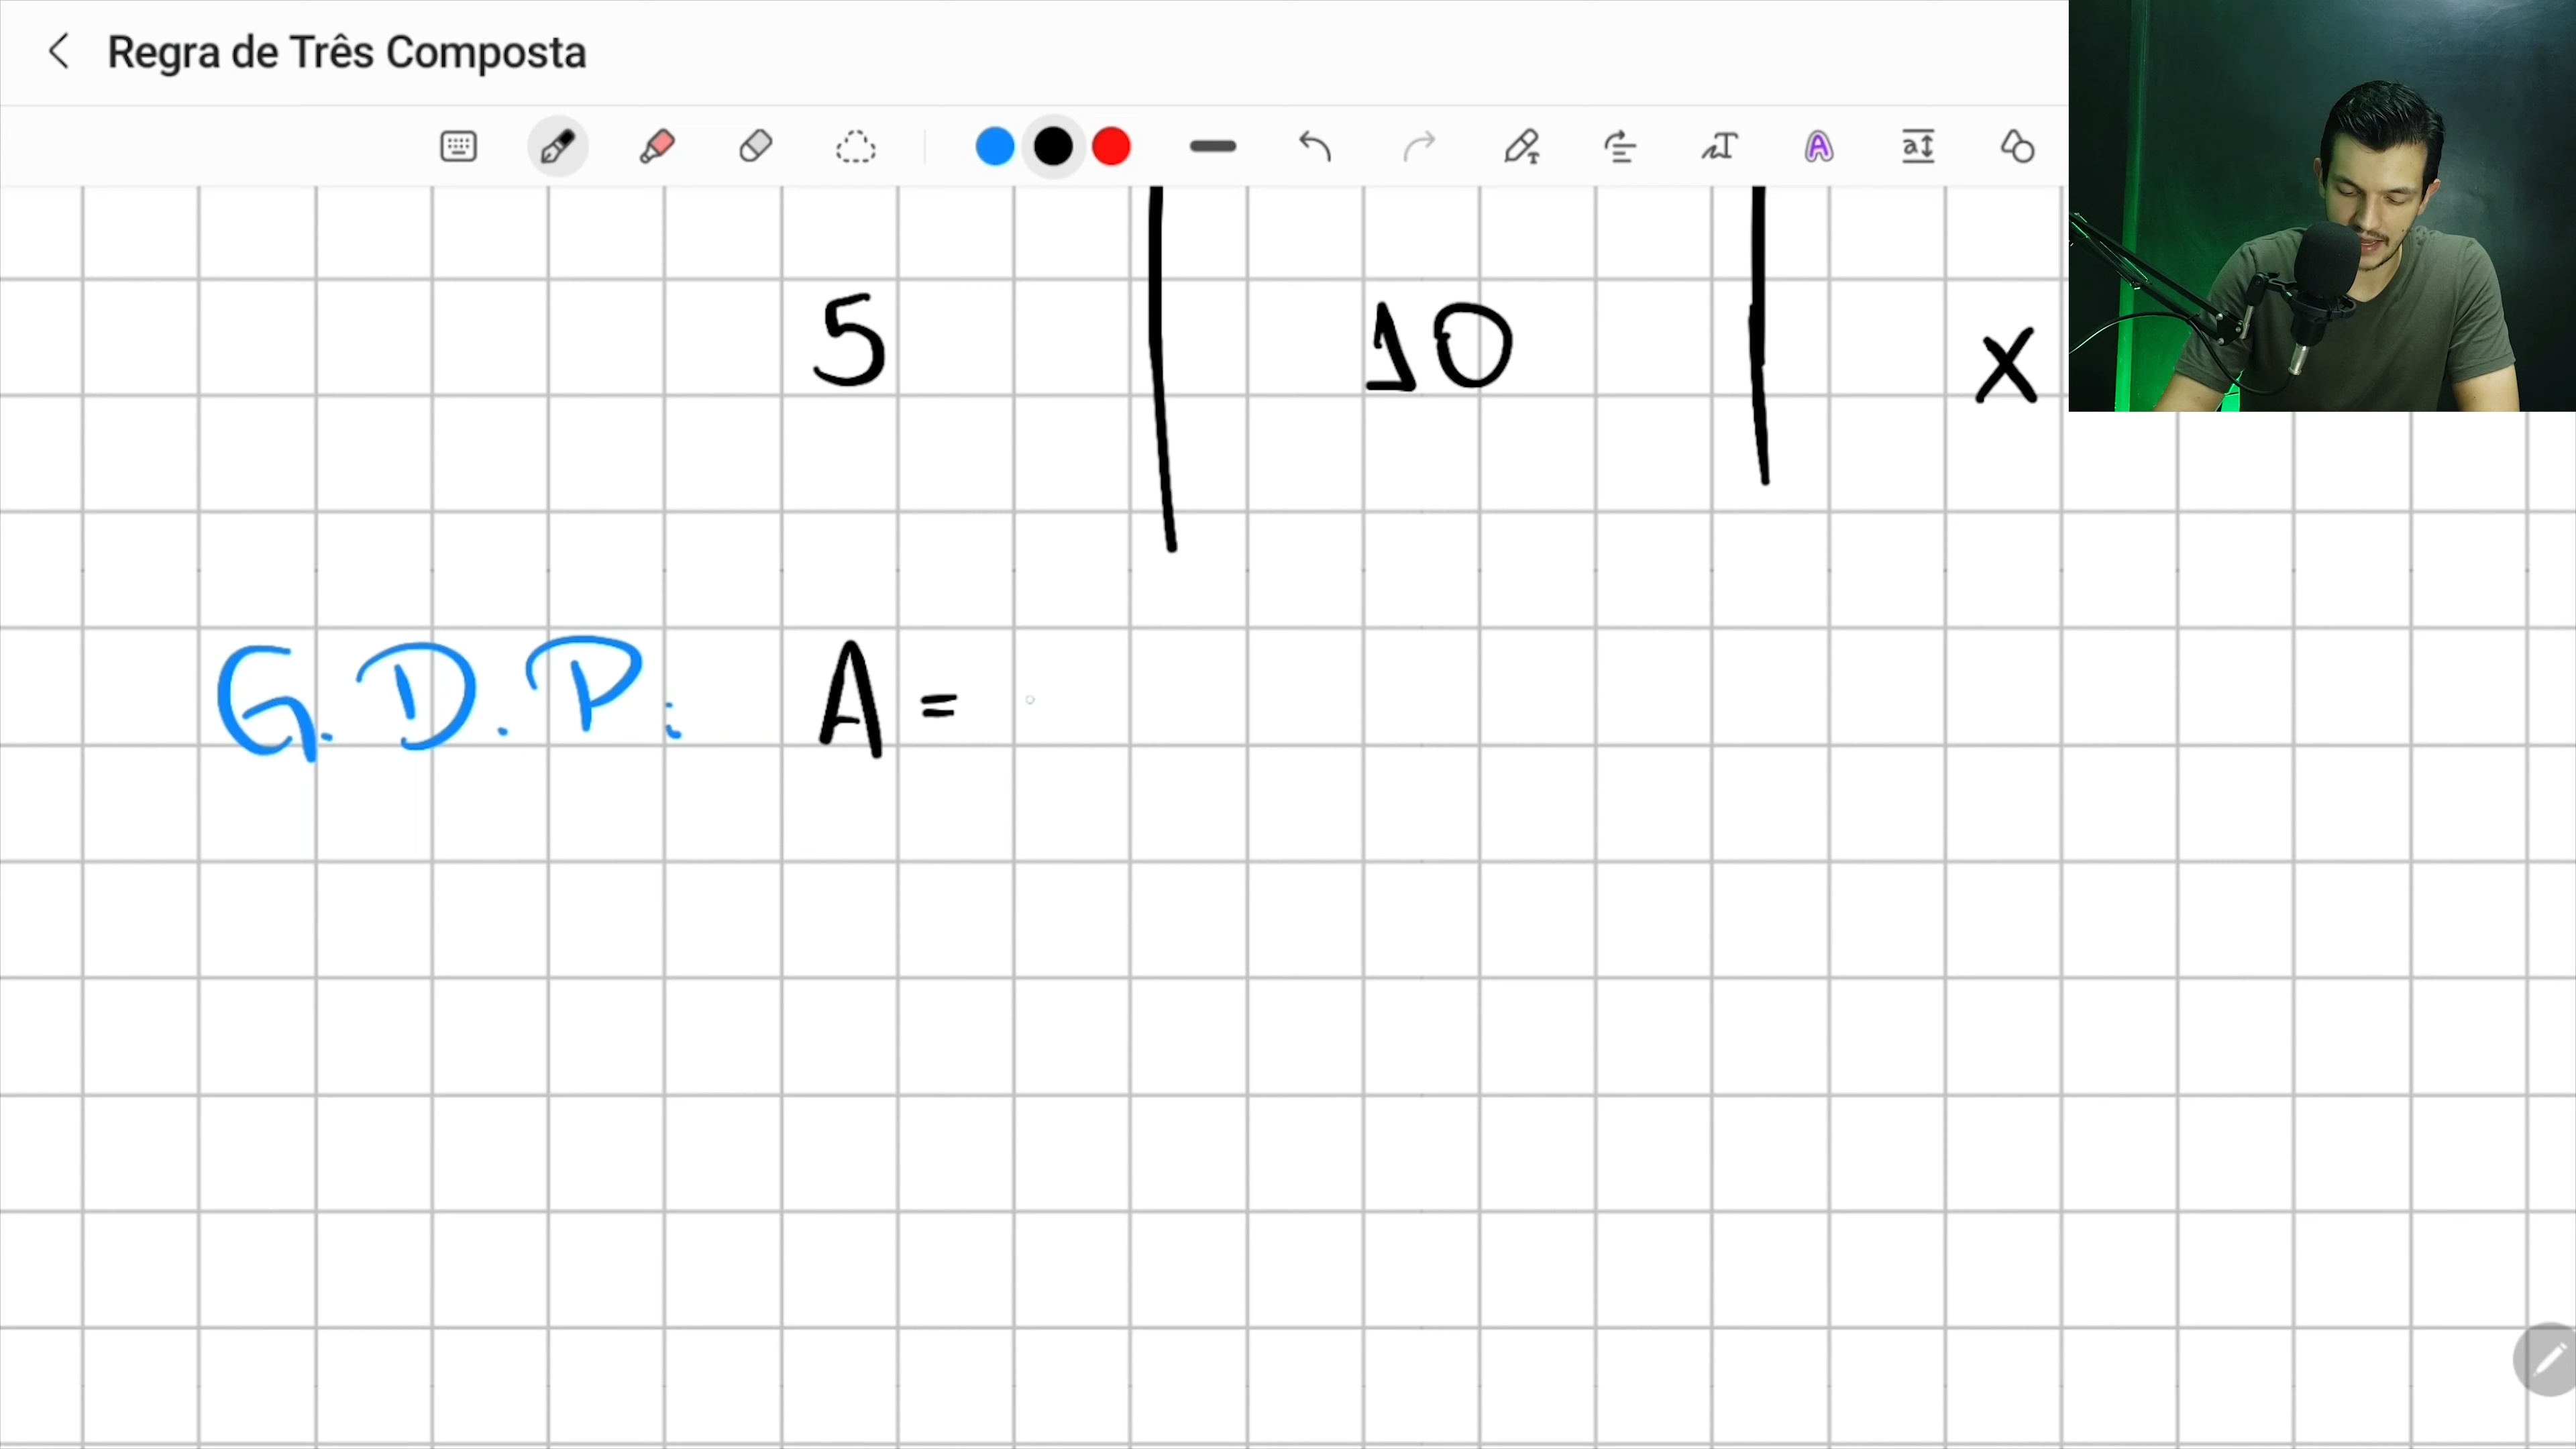 Regra de Três Composta
5 | 10 | x
G.D.P: A =